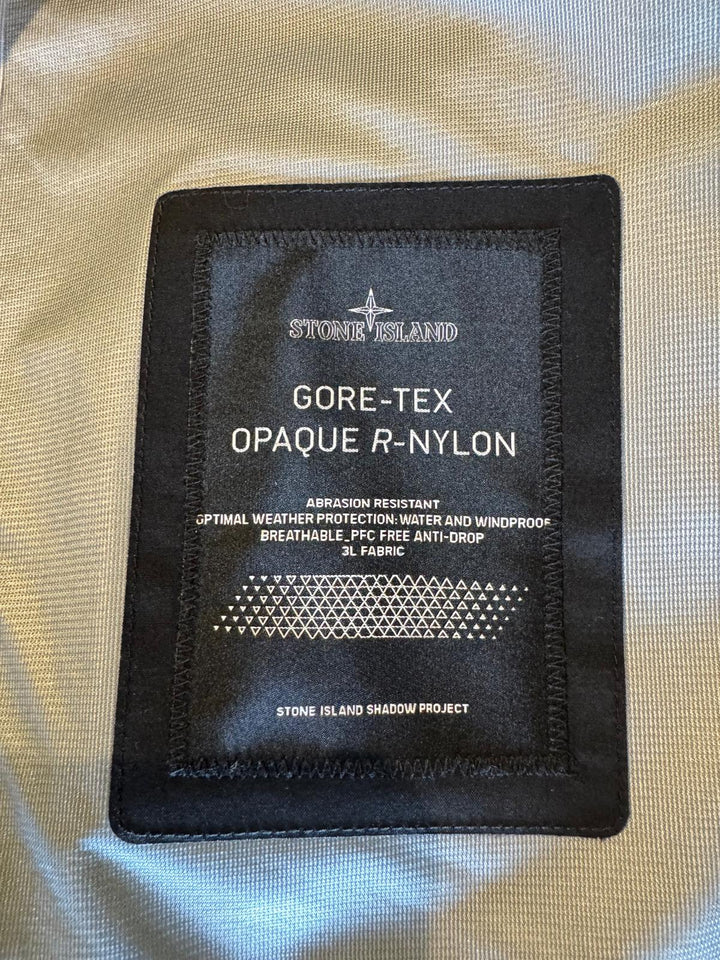 STONE ISLAND
GORE-TEX
OPAQUE R-NYLON
ABRASION RESISTANT
OPTIMAL WEATHER PROTECTION: WATER AND WINDPROOF
BREATHABLE_PFC FREE ANTI-DROP
3L FABRIC
STONE ISLAND SHADOW PROJECT